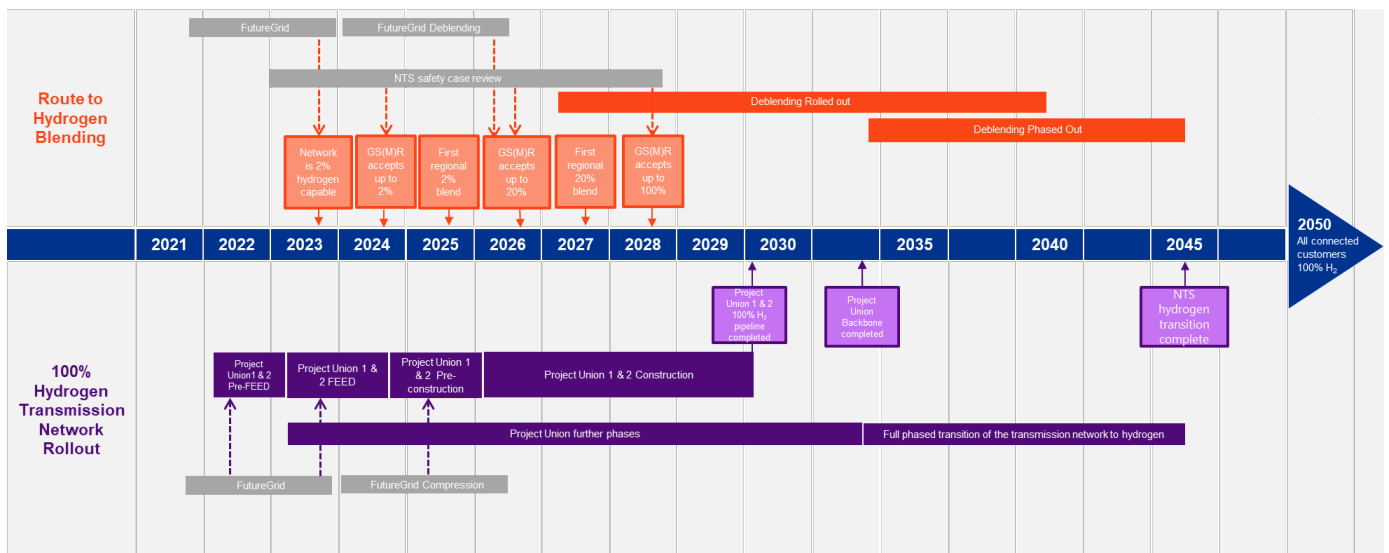 FutureGrid
FutureGrid Deblending
NTS safety case review
Deblending Rolled out
Deblending Phased Out
Route to
Hydrogen
Blending
Network
is 2%
hydrogen
capable
GS(M)R
accepts
up to
2%
First
regional
2%
blend
GS(M)R
accepts
up to
20%
First
regional
20%
blend
GS(M)R
accepts
up to
100%
2021
2022
2023
2024
2025
2026
2027
2028
2029
2030
2035
2040
2045
2050
All connected
customers
100% H2
Project
Union 1 & 2
100% H2
pipeline
completed
Project
Union
Backbone
completed
NTS
hydrogen
transition
complete
100%
Hydrogen
Transmission
Network
Rollout
Project
Union1 & 2
Pre-FEED
Project Union 1 &
2 FEED
Project Union 1
& 2 Pre-
construction
Project Union 1 & 2 Construction
Project Union further phases
Full phased transition of the transmission network to hydrogen
FutureGrid
FutureGrid Compression